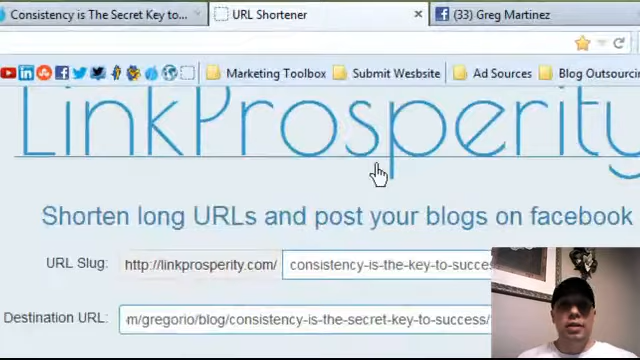 Consistency is The Secret Key to...
URL Shortener
(33) Greg Martinez
Marketing Toolbox
Submit Wesbsite
Ad Sources
Blog Outsourcin
LinkProsperity
Shorten long URLs and post your blogs on facebook
URL Slug: http://linkprosperity.com/ consistency-is-the-key-to-succe
Destination URL: m/gregorio/blog/consistency-is-the-secret-key-to-success/